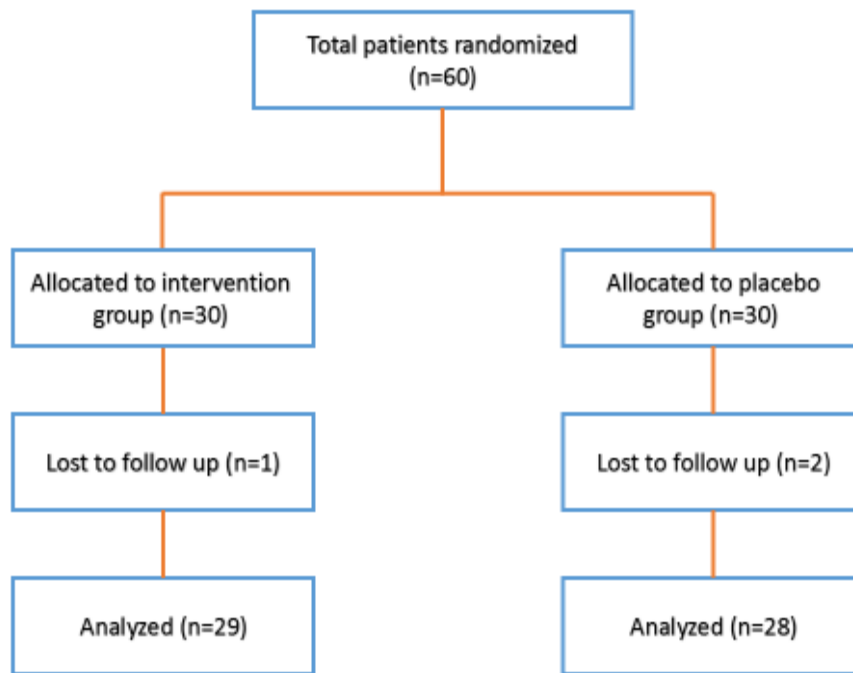 Total patients randomized
(n=60)
Allocated to intervention
group (n=30)
Allocated to placebo
group (n=30)
Lost to follow up (n=1)
Lost to follow up (n=2)
Analyzed (n=29)
Analyzed (n=28)